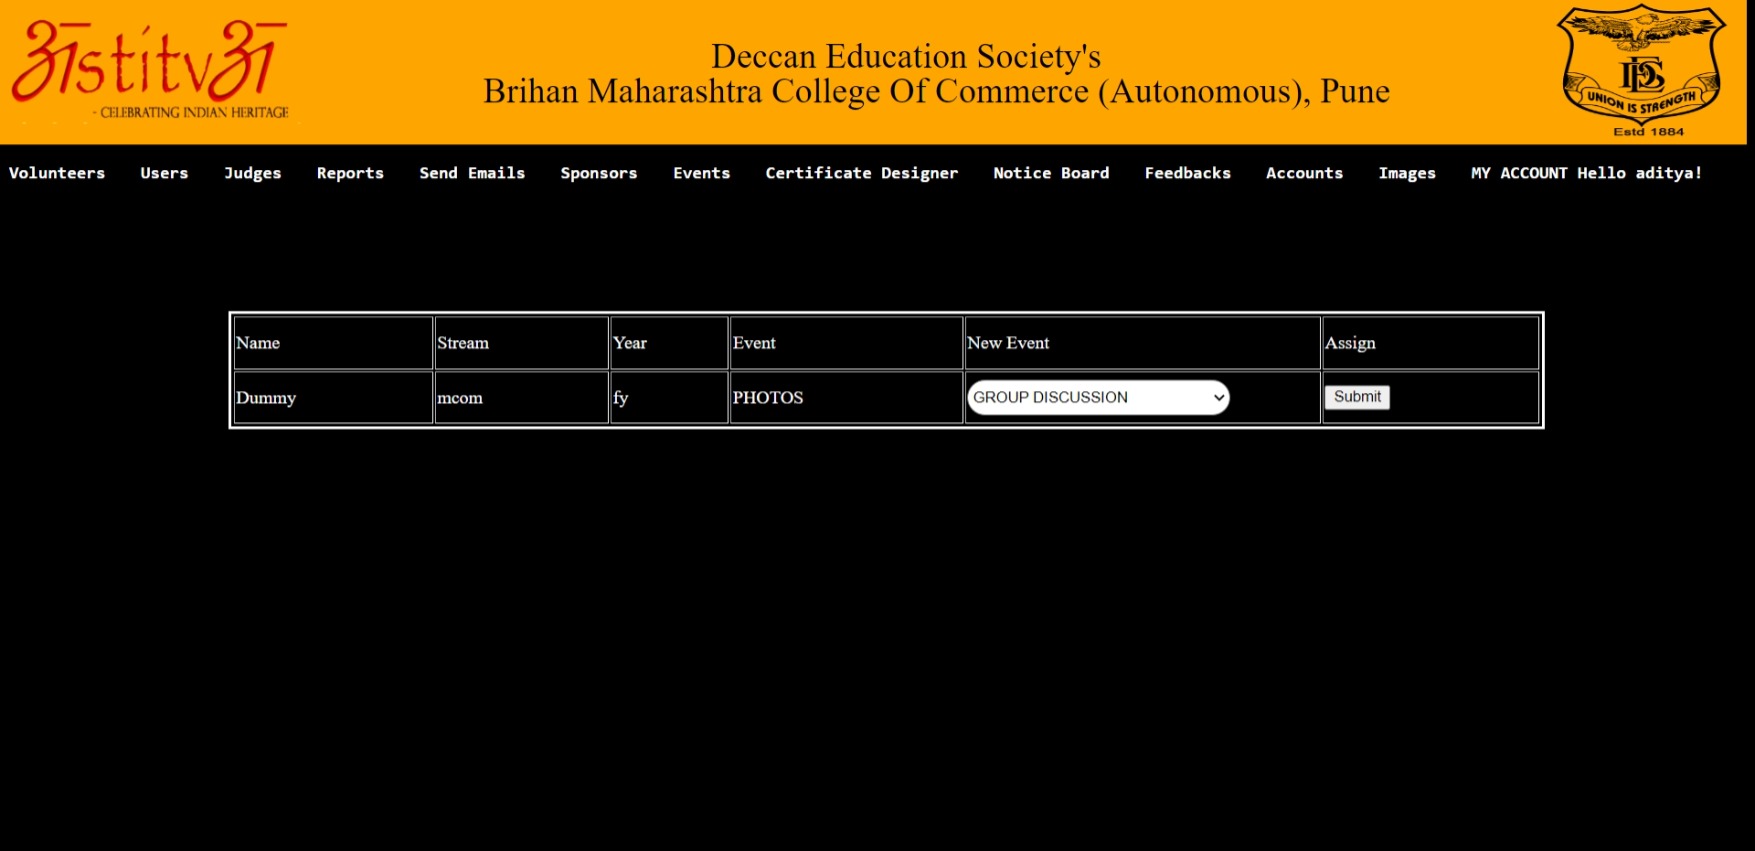 अstitvअ
- CELEBRATING INDIAN HERITAGE
Deccan Education Society's
Brihan Maharashtra College Of Commerce (Autonomous), Pune
DES
UNION IS STRENGTH
Estd 1884
Volunteers Users Judges Reports Send Emails Sponsors Events Certificate Designer Notice Board Feedbacks Accounts Images MY ACCOUNT Hello aditya!
Name Stream Year Event New Event Assign
Dummy mcom fy PHOTOS GROUP DISCUSSION Submit